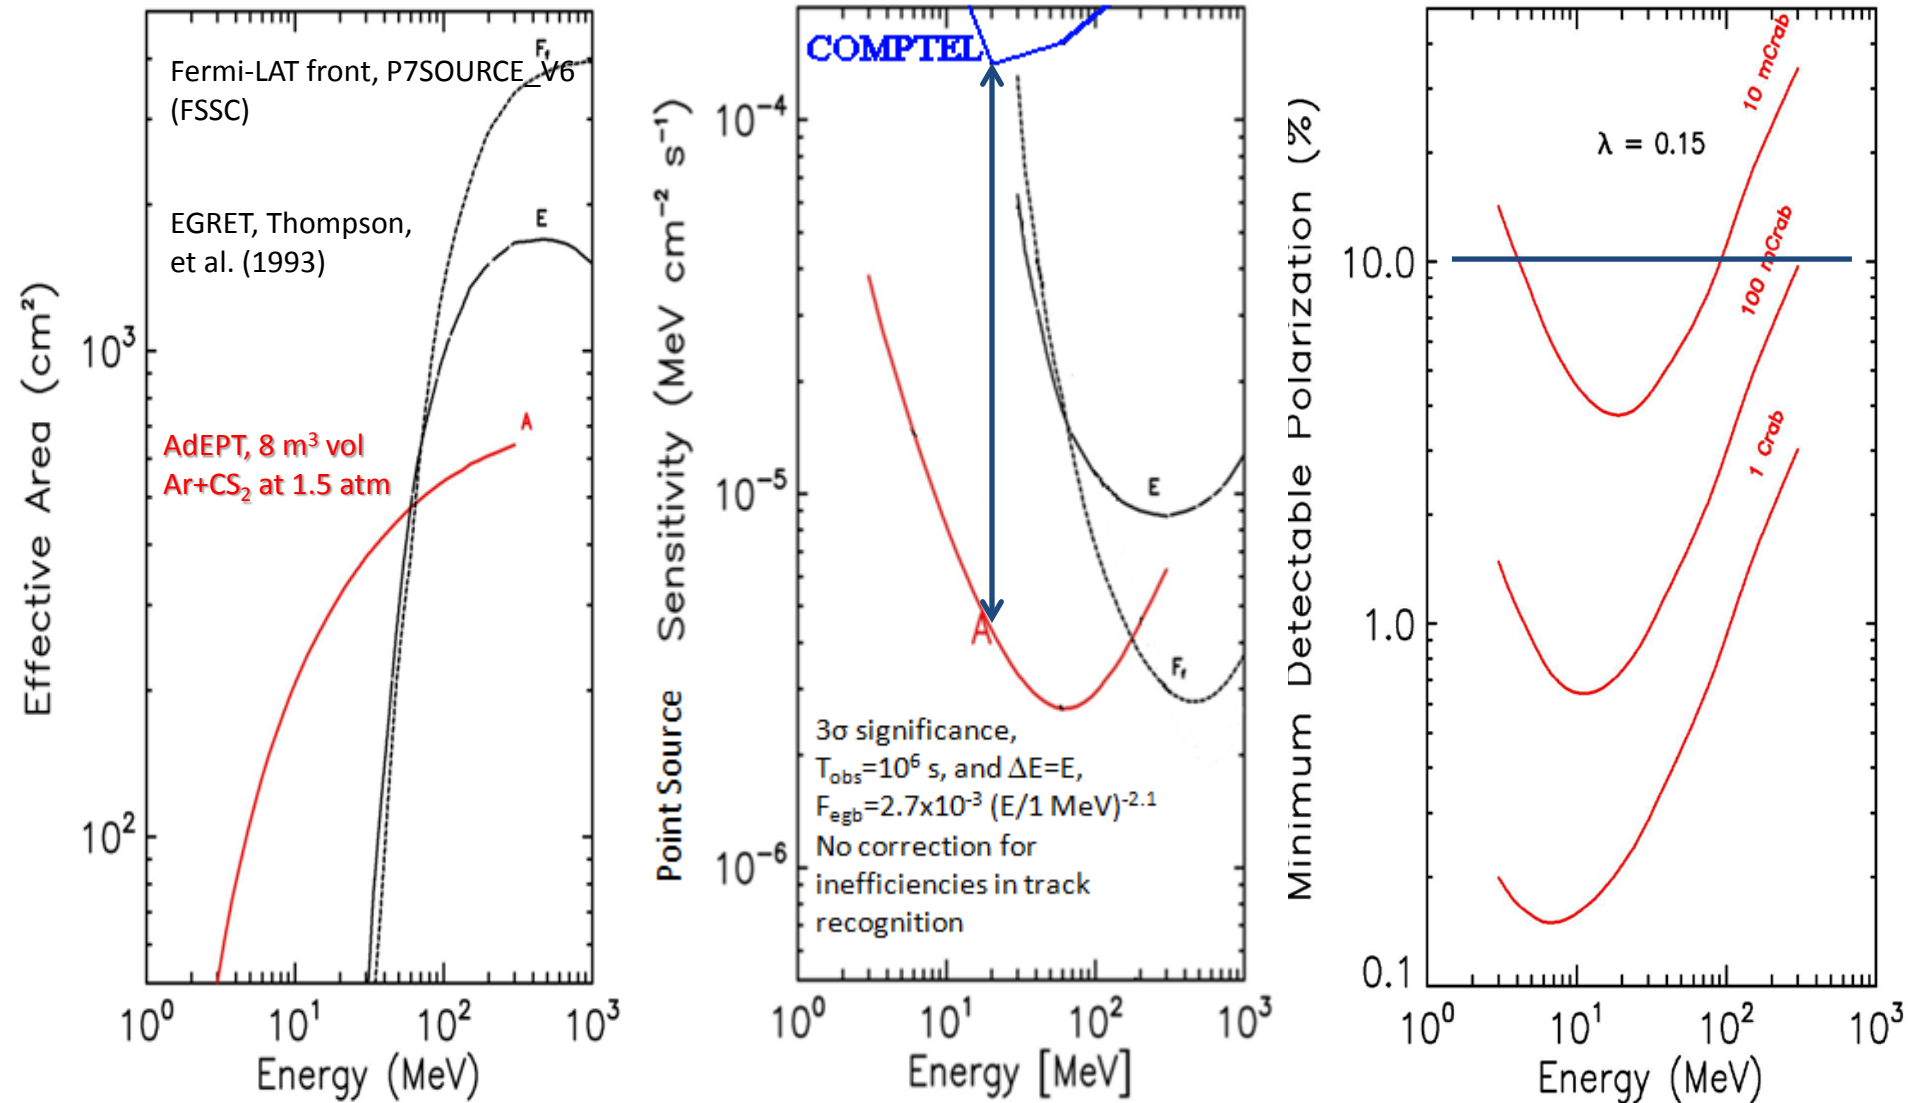 Effective Area (cm²)
10³
10²
Fermi-LAT front, P7SOURCE_V6
(FSSC)
EGRET, Thompson,
et al. (1993)
AdEPT, 8 m³ vol
Ar+CS₂ at 1.5 atm
F_f
E
A
10⁰ 10¹ 10² 10³
Energy (MeV)
Point Source Sensitivity (MeV cm⁻² s⁻¹)
10⁻⁴
10⁻⁵
10⁻⁶
COMPTEL
E
A
F_f
3σ significance,
T_obs=10⁶ s, and ΔE=E,
F_egb=2.7x10⁻³ (E/1 MeV)⁻²·¹
No correction for
inefficiencies in track
recognition
10⁰ 10¹ 10² 10³
Energy [MeV]
Minimum Detectable Polarization (%)
10.0
1.0
0.1
λ = 0.15
10 mCrab
100 mCrab
1 Crab
10⁰ 10¹ 10² 10³
Energy (MeV)